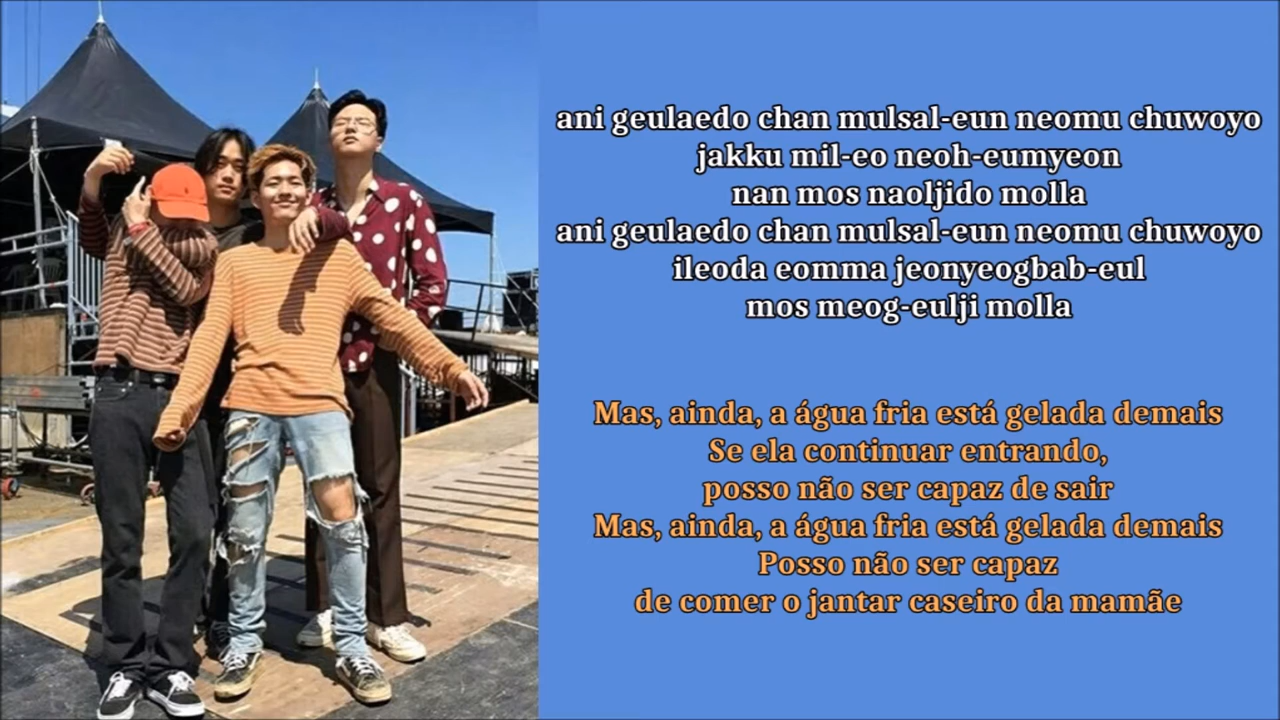 ani geulaedo chan mulsal-eun neomu chuwoyo
jakku mil-eo neoh-eumyeon
nan mos naoljido molla
ani geulaedo chan mulsal-eun neomu chuwoyo
ileoda eomma jeonyeogbab-eul
mos meog-eulji molla
Mas, ainda, a água fria está gelada demais
Se ela continuar entrando,
posso não ser capaz de sair
Mas, ainda, a água fria está gelada demais
Posso não ser capaz
de comer o jantar caseiro da mamãe